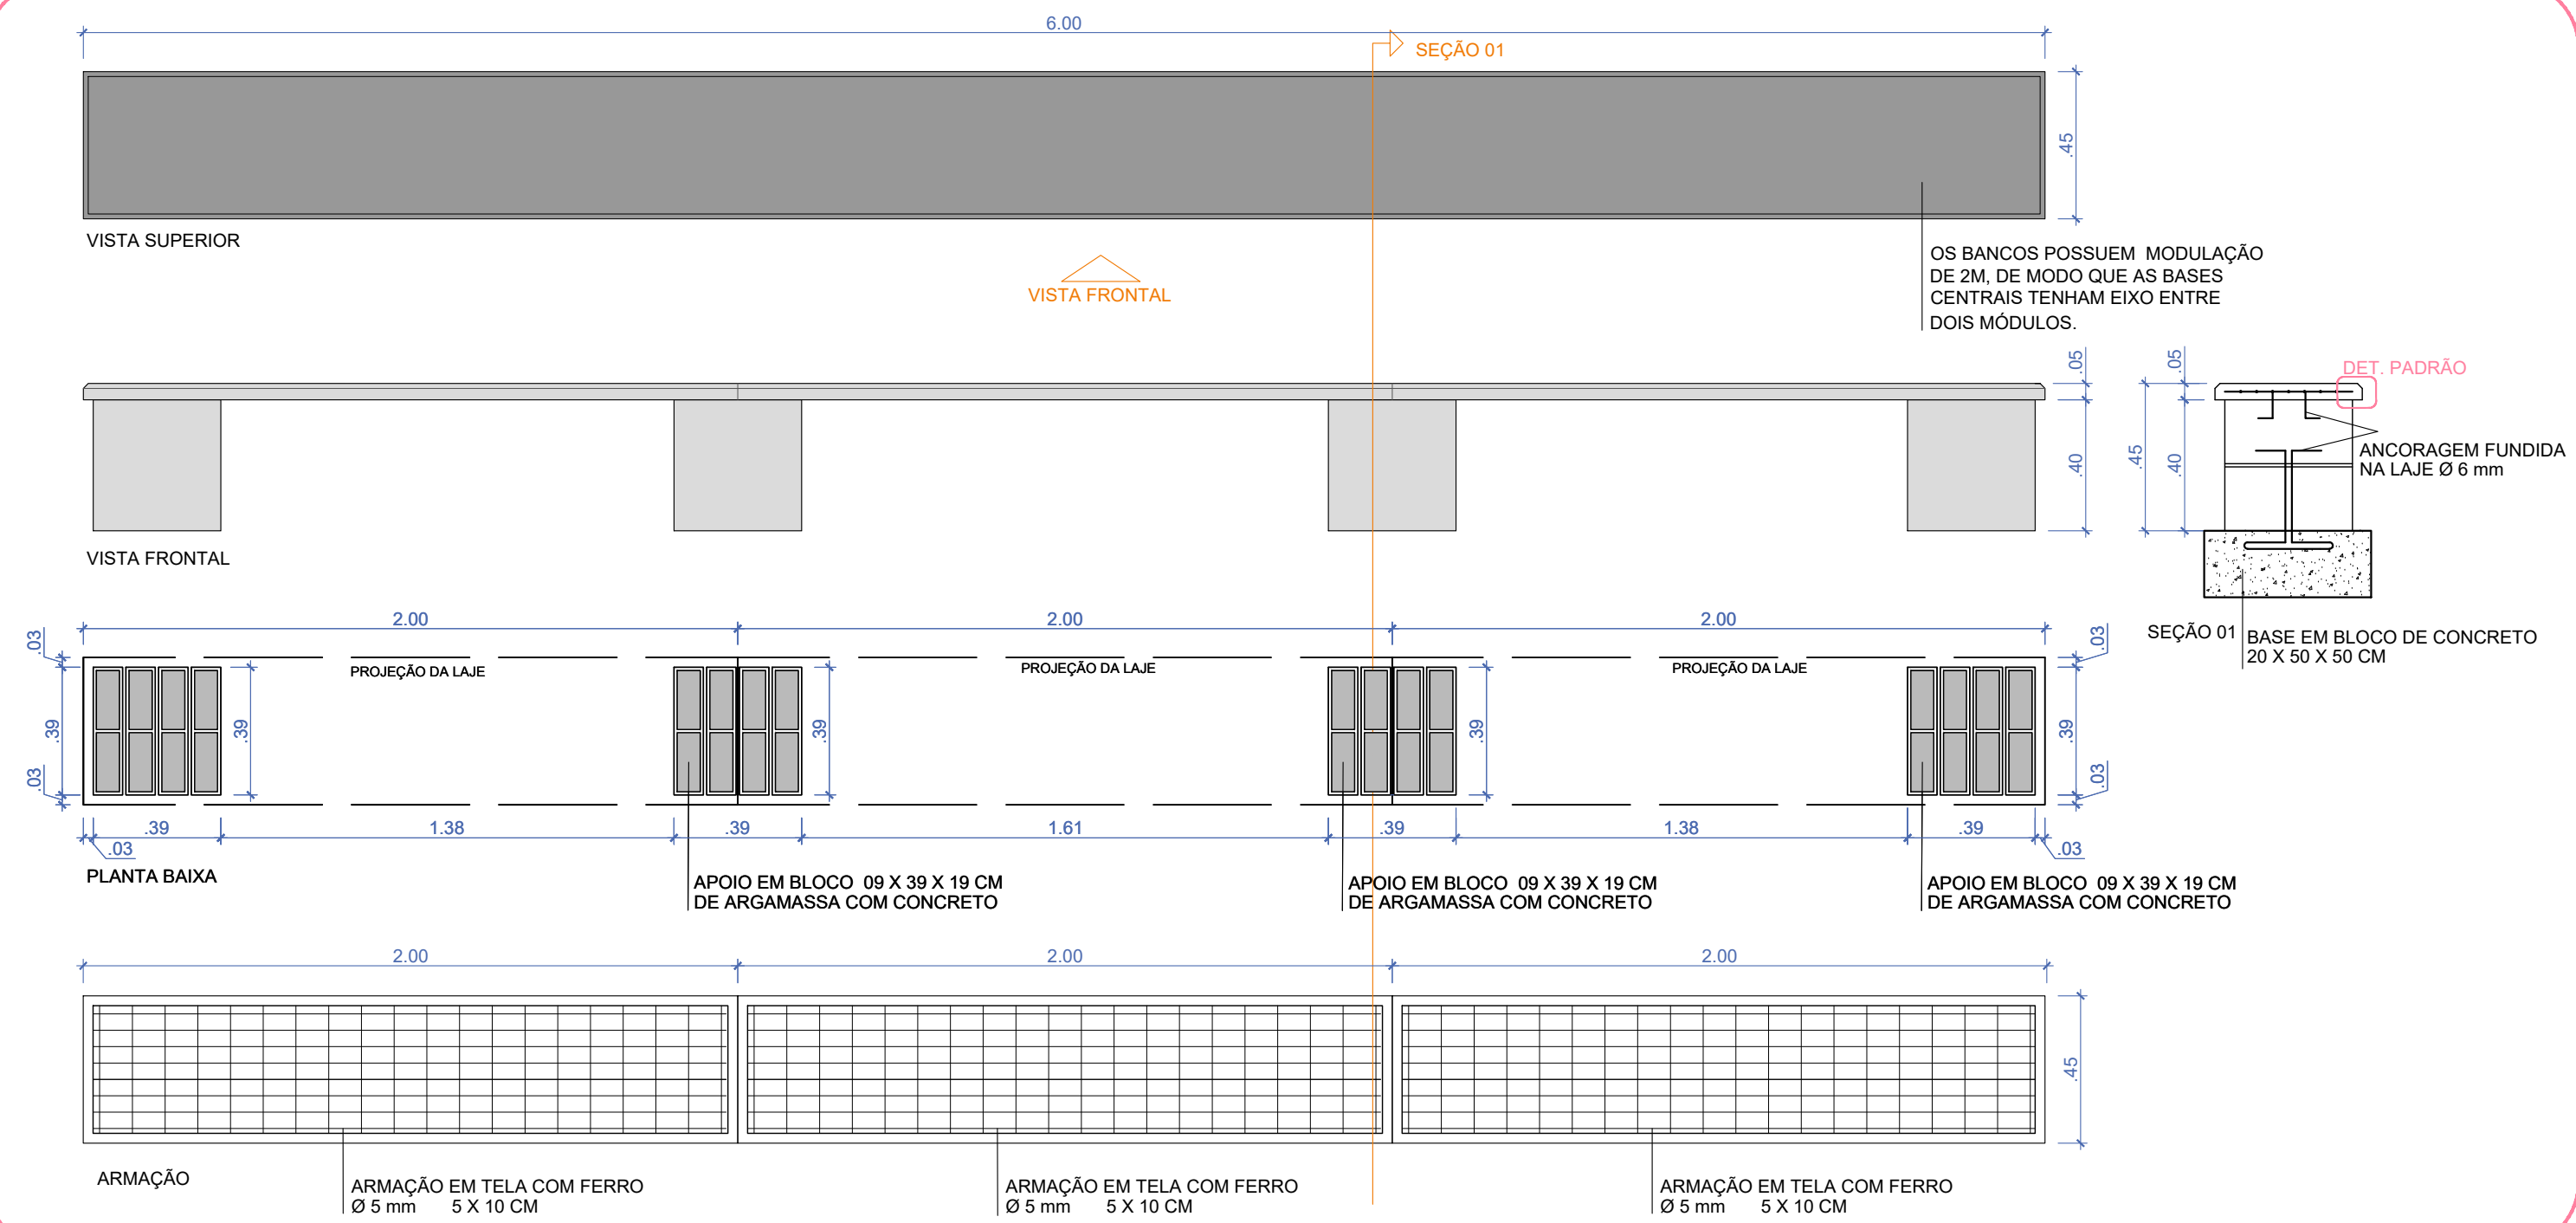 6.00
SEÇÃO 01
.45
VISTA SUPERIOR
OS BANCOS POSSUEM MODULAÇÃO
DE 2M, DE MODO QUE AS BASES
CENTRAIS TENHAM EIXO ENTRE
DOIS MÓDULOS.
VISTA FRONTAL
.05
.40
.45
.05
.40
DET. PADRÃO
ANCORAGEM FUNDIDA
NA LAJE Ø 6 mm
VISTA FRONTAL
SEÇÃO 01
BASE EM BLOCO DE CONCRETO
20 X 50 X 50 CM
2.00
2.00
2.00
.03
.39
.03
PROJEÇÃO DA LAJE
PROJEÇÃO DA LAJE
PROJEÇÃO DA LAJE
.39
.39
.39
.03
.39
.03
.03
.39
1.38
.39
1.61
.39
1.38
.39
.03
PLANTA BAIXA
APOIO EM BLOCO 09 X 39 X 19 CM
DE ARGAMASSA COM CONCRETO
APOIO EM BLOCO 09 X 39 X 19 CM
DE ARGAMASSA COM CONCRETO
APOIO EM BLOCO 09 X 39 X 19 CM
DE ARGAMASSA COM CONCRETO
2.00
2.00
2.00
.45
ARMAÇÃO
ARMAÇÃO EM TELA COM FERRO
Ø 5 mm 5 X 10 CM
ARMAÇÃO EM TELA COM FERRO
Ø 5 mm 5 X 10 CM
ARMAÇÃO EM TELA COM FERRO
Ø 5 mm 5 X 10 CM